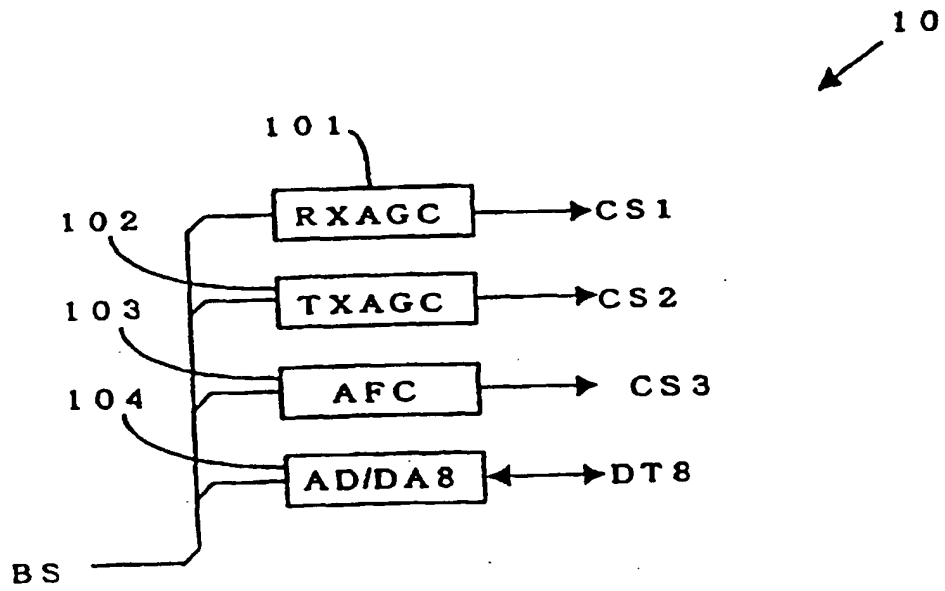 10
101
RXAGC CS1
102
TXAGC CS2
103
AFC CS3
104
AD/DA8 DT8
BS